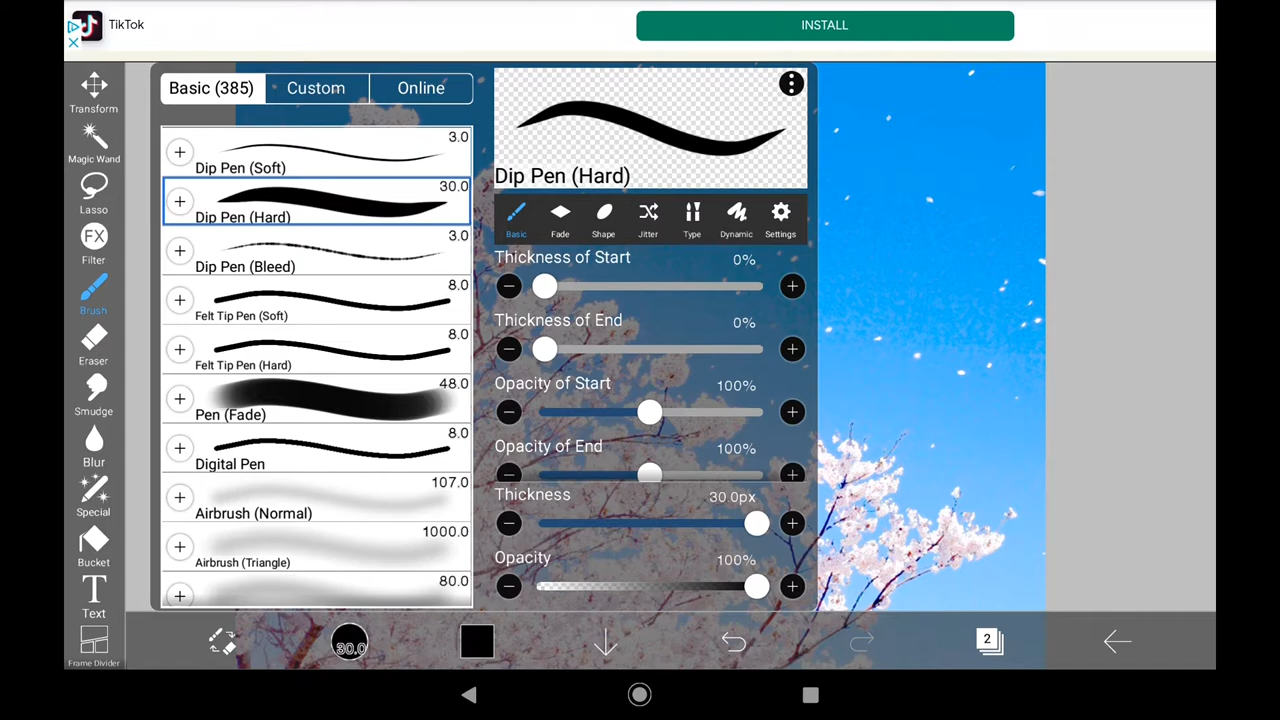 TikTok
INSTALL
Transform
Magic Wand
Lasso
FX
Filter
Brush
Eraser
Smudge
Blur
Special
Bucket
T
Text
Frame Divider
Basic (385)
Custom
Online
3.0
Dip Pen (Soft)
30.0
Dip Pen (Hard)
3.0
Dip Pen (Bleed)
8.0
Felt Tip Pen (Soft)
8.0
Felt Tip Pen (Hard)
48.0
Pen (Fade)
8.0
Digital Pen
107.0
Airbrush (Normal)
1000.0
Airbrush (Triangle)
80.0
Dip Pen (Hard)
Basic
Fade
Shape
Jitter
Type
Dynamic
Settings
Thickness of Start 0%
Thickness of End 0%
Opacity of Start 100%
Opacity of End 100%
Thickness 30.0px
Opacity 100%
30.0
2